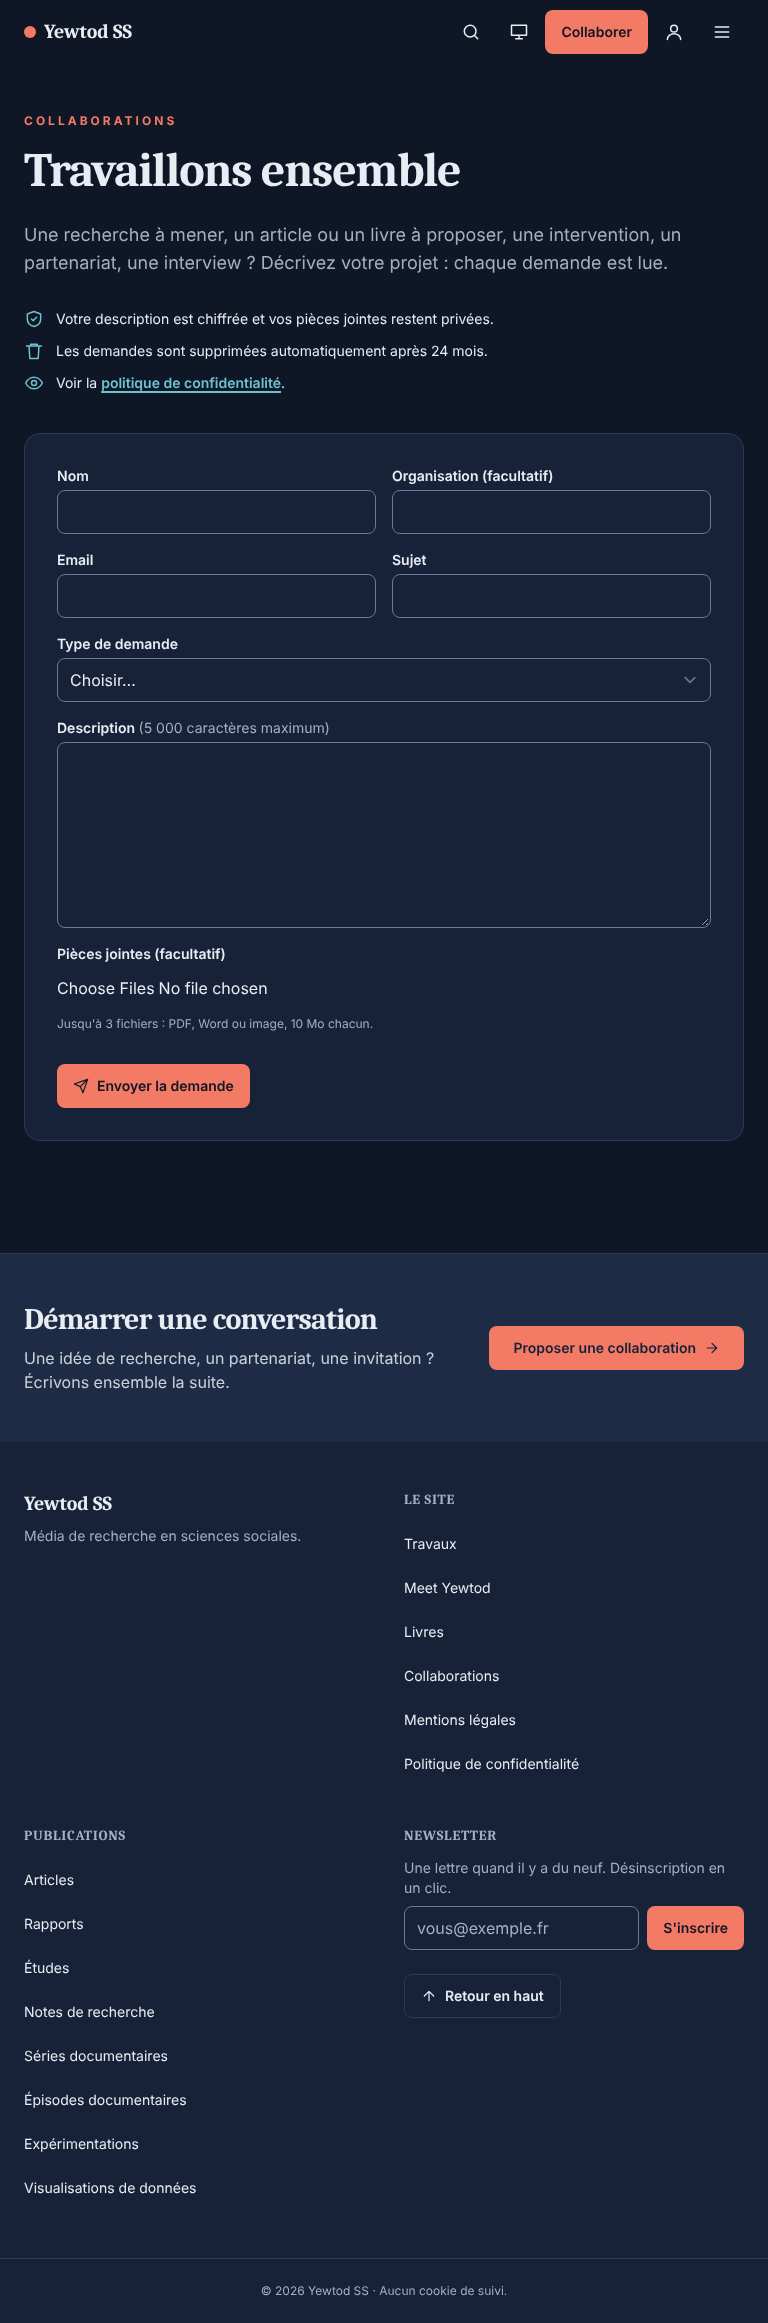 Yewtod SS
Collaborer
COLLABORATIONS
Travaillons ensemble
Une recherche à mener, un article ou un livre à proposer, une intervention, un
partenariat, une interview ? Décrivez votre projet : chaque demande est lue.
Votre description est chiffrée et vos pièces jointes restent privées.
Les demandes sont supprimées automatiquement après 24 mois.
Voir la politique de confidentialité.
Nom
Organisation (facultatif)
Email
Sujet
Type de demande
Choisir...
Description (5 000 caractères maximum)
Pièces jointes (facultatif)
Choose Files No file chosen
Jusqu'à 3 fichiers : PDF, Word ou image, 10 Mo chacun.
Envoyer la demande
Démarrer une conversation
Une idée de recherche, un partenariat, une invitation ?
Écrivons ensemble la suite.
Proposer une collaboration
Yewtod SS
Média de recherche en sciences sociales.
LE SITE
Travaux
Meet Yewtod
Livres
Collaborations
Mentions légales
Politique de confidentialité
PUBLICATIONS
Articles
Rapports
Études
Notes de recherche
Séries documentaires
Épisodes documentaires
Expérimentations
Visualisations de données
NEWSLETTER
Une lettre quand il y a du neuf. Désinscription en
un clic.
vous@exemple.fr
S'inscrire
Retour en haut
© 2026 Yewtod SS · Aucun cookie de suivi.